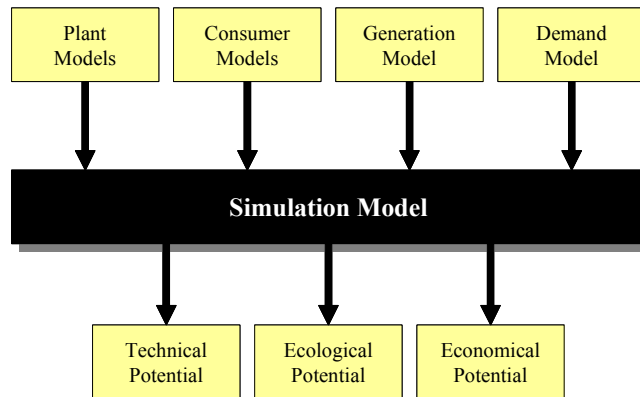 Plant
Models
Consumer
Models
Generation
Model
Demand
Model
Simulation Model
Technical
Potential
Ecological
Potential
Economical
Potential